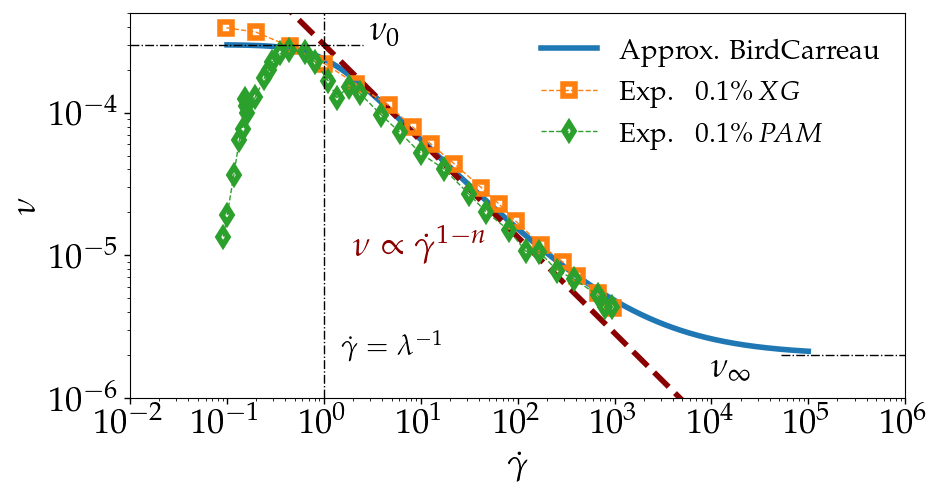 ν₀
Approx. BirdCarreau
Exp. 0.1% XG
Exp. 0.1% PAM
10⁻⁴
ν
ν ∝ γ̇¹⁻ⁿ
10⁻⁵
γ̇ = λ⁻¹
ν∞
10⁻⁶
10⁻² 10⁻¹ 10⁰ 10¹ 10² 10³ 10⁴ 10⁵ 10⁶
γ̇